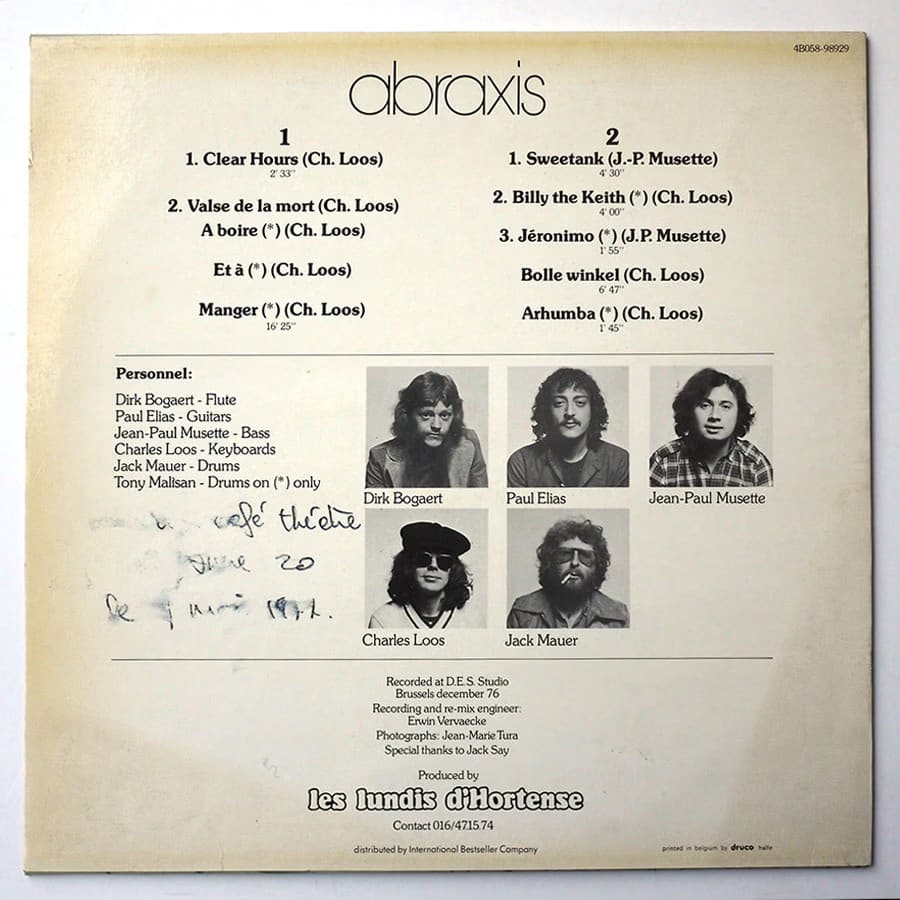 4B058-98929
abraxis
1
1. Clear Hours (Ch. Loos)
2' 33''
2. Valse de la mort (Ch. Loos)
A boire (*) (Ch. Loos)
Et à (*) (Ch. Loos)
Manger (*) (Ch. Loos)
16' 25''
2
1. Sweetank (J.-P. Musette)
4' 30''
2. Billy the Keith (*) (Ch. Loos)
4' 00''
3. Jéronimo (*) (J.P. Musette)
1' 55''
Bolle winkel (Ch. Loos)
6' 47''
Arhumba (*) (Ch. Loos)
1' 45''
Personnel:
Dirk Bogaert - Flute
Paul Elias - Guitars
Jean-Paul Musette - Bass
Charles Loos - Keyboards
Jack Mauer - Drums
Tony Malisan - Drums on (*) only
café théâtre
20
Dirk Bogaert
Paul Elias
Jean-Paul Musette
Charles Loos
Jack Mauer
Recorded at D.E.S. Studio
Brussels december 76
Recording and re-mix engineer:
Erwin Vervaecke
Photographs: Jean-Marie Tura
Special thanks to Jack Say
Produced by
les lundis d'Hortense
Contact 016/47.15.74
distributed by International Bestseller Company
printed in belgium by druco halle